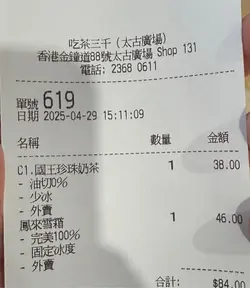 吃茶三千 (太古廣場)
香港金鐘道88號太古廣場 Shop 131
電話: 2368 0611
單號 619
日期 2025-04-29 15:11:09
名稱 數量 金額
C1.國王珍珠奶茶 1 38.00
- 油切0%
- 少冰
- 外賣
鳳來雪霜 1 46.00
- 完美100%
- 固定冰度
- 外賣
合計: $84.00